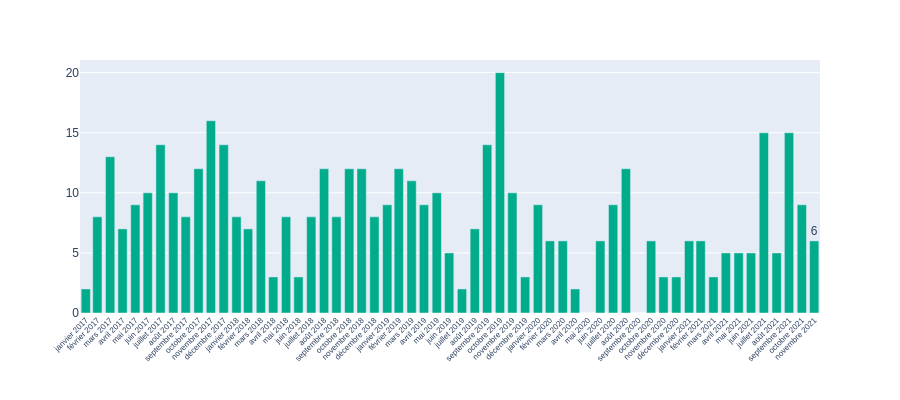 20
15
10
5
0
6
janvier 2017
février 2017
mars 2017
avril 2017
mai 2017
juin 2017
juillet 2017
août 2017
septembre 2017
octobre 2017
novembre 2017
décembre 2017
janvier 2018
février 2018
mars 2018
avril 2018
mai 2018
juin 2018
juillet 2018
août 2018
septembre 2018
octobre 2018
novembre 2018
décembre 2018
janvier 2019
février 2019
mars 2019
avril 2019
mai 2019
juin 2019
juillet 2019
août 2019
septembre 2019
octobre 2019
novembre 2019
décembre 2019
janvier 2020
février 2020
mars 2020
avril 2020
mai 2020
juin 2020
juillet 2020
août 2020
septembre 2020
octobre 2020
novembre 2020
décembre 2020
janvier 2021
février 2021
mars 2021
avril 2021
mai 2021
juin 2021
juillet 2021
août 2021
septembre 2021
octobre 2021
novembre 2021